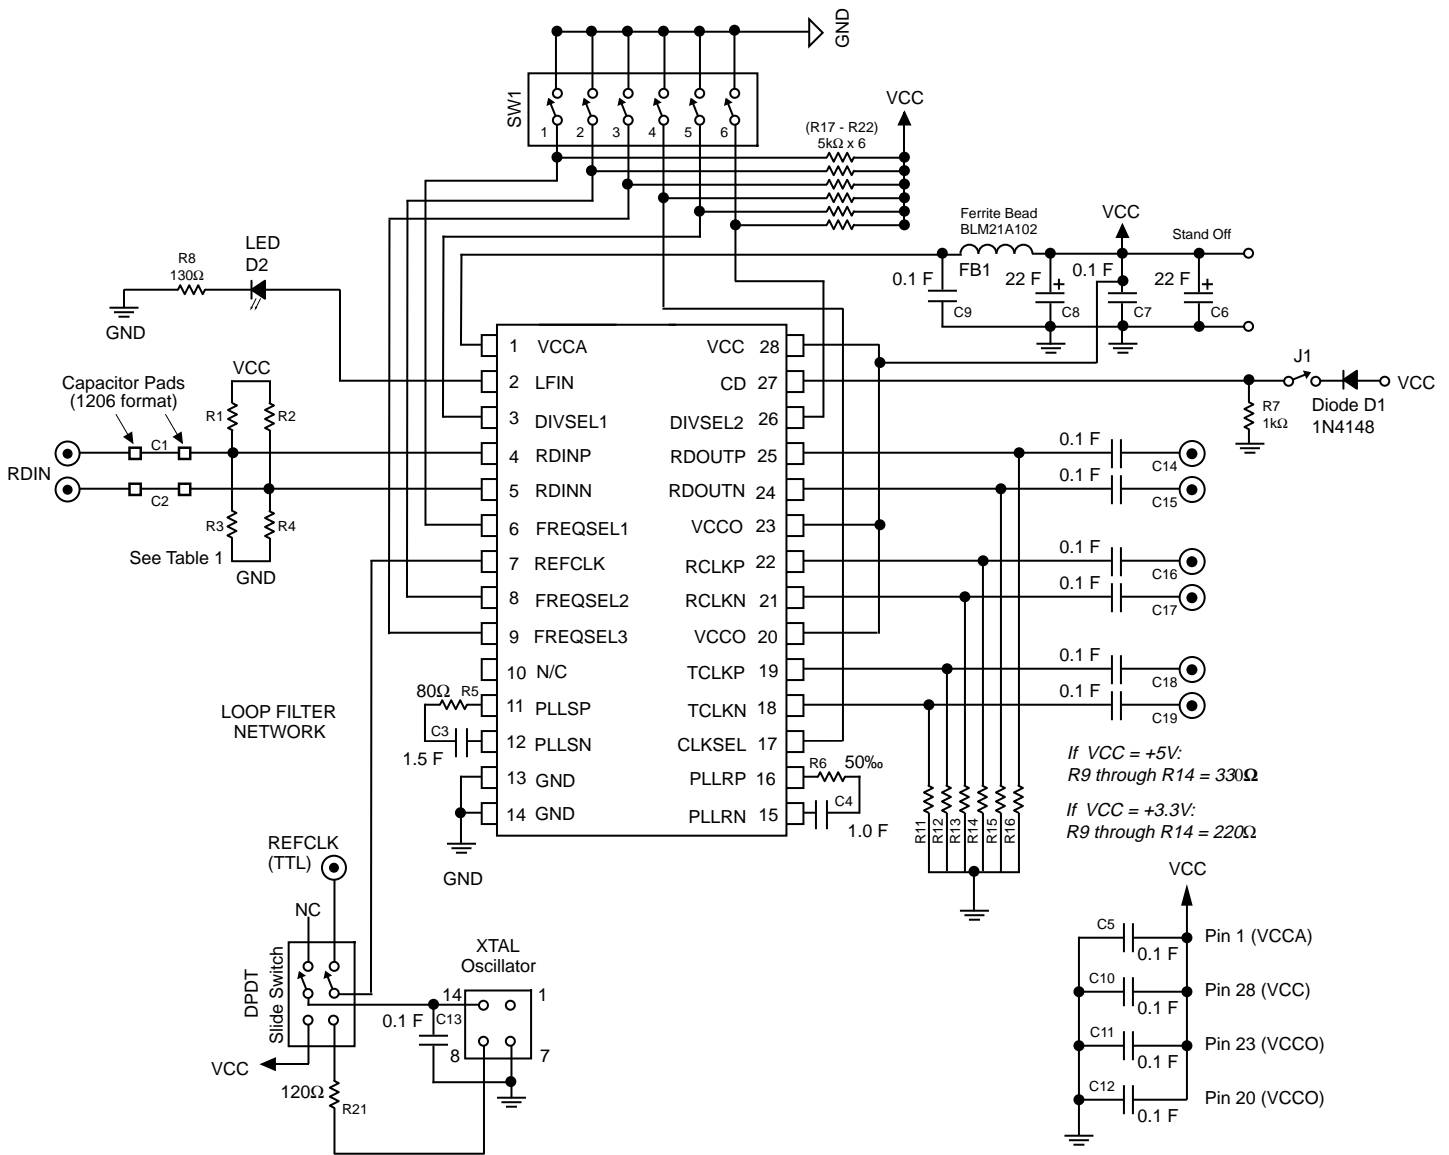 GND
SW1
1 2 3 4 5 6
(R17 - R22)
5kΩ x 6
VCC
Ferrite Bead
BLM21A102
FB1
VCC
Stand Off
0.1 F
C9
22 F
+
C8
0.1 F
C7
22 F
+
C6
LED
D2
R8
130Ω
GND
Capacitor Pads
(1206 format)
VCC
R1
R2
C1
RDIN
C2
R3
R4
See Table 1
GND
1 VCCA
2 LFIN
3 DIVSEL1
4 RDINP
5 RDINN
6 FREQSEL1
7 REFCLK
8 FREQSEL2
9 FREQSEL3
10 N/C
11 PLLSP
12 PLLSN
13 GND
14 GND
VCC 28
CD 27
DIVSEL2 26
RDOUTP 25
RDOUTN 24
VCCO 23
RCLKP 22
RCLKN 21
VCCO 20
TCLKP 19
TCLKN 18
CLKSEL 17
PLLRP 16
PLLRN 15
J1
VCC
Diode D1
1N4148
R7
1kΩ
0.1 F
C14
0.1 F
C15
0.1 F
C16
0.1 F
C17
0.1 F
C18
0.1 F
C19
80Ω R5
C3
1.5 F
LOOP FILTER
NETWORK
GND
R6 50‰
C4
1.0 F
R11
R12
R13
R14
R15
R16
If VCC = +5V:
R9 through R14 = 330Ω
If VCC = +3.3V:
R9 through R14 = 220Ω
REFCLK
(TTL)
NC
DPDT
Slide Switch
VCC
120Ω
R21
XTAL
Oscillator
14 1
8 7
0.1 F
C13
VCC
C5
0.1 F
Pin 1 (VCCA)
C10
0.1 F
Pin 28 (VCC)
C11
0.1 F
Pin 23 (VCCO)
C12
0.1 F
Pin 20 (VCCO)